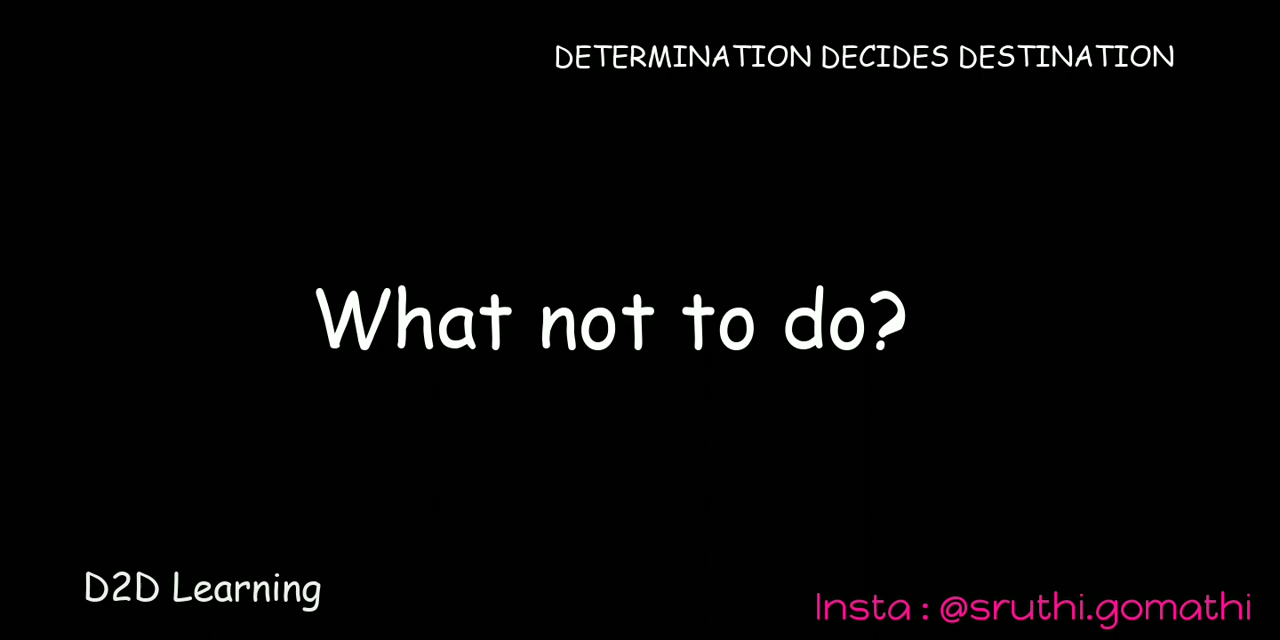 DETERMINATION DECIDES DESTINATION
What not to do?
D2D Learning
Insta : @sruthi.gomathi